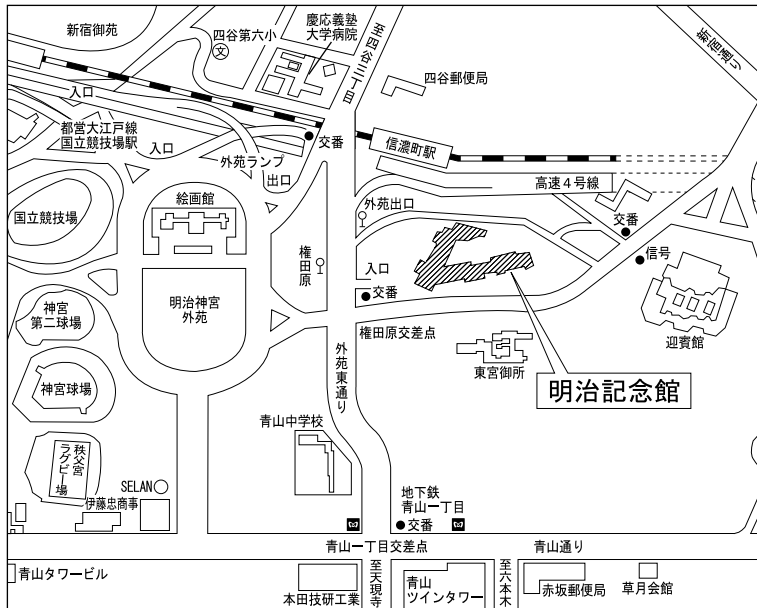 新宿御苑
四谷第六小
文
慶応義塾
大学病院
至四谷三丁目
新宿通り
四谷郵便局
入口
都営大江戸線
国立競技場駅
入口
外苑ランプ
出口
交番
信濃町駅
高速4号線
絵画館
国立競技場
外苑出口
権田原
入口
交番
交番
信号
明治神宮
外苑
神宮
第二球場
権田原交差点
東宮御所
迎賓館
明治記念館
神宮球場
外苑東通り
青山中学校
秩父宮
ラグビー場
SELAN
伊藤忠商事
地下鉄
青山一丁目
交番
青山一丁目交差点
青山通り
青山タワービル
本田技研工業
至天現寺
青山
ツインタワー
至六本木
赤坂郵便局
草月会館